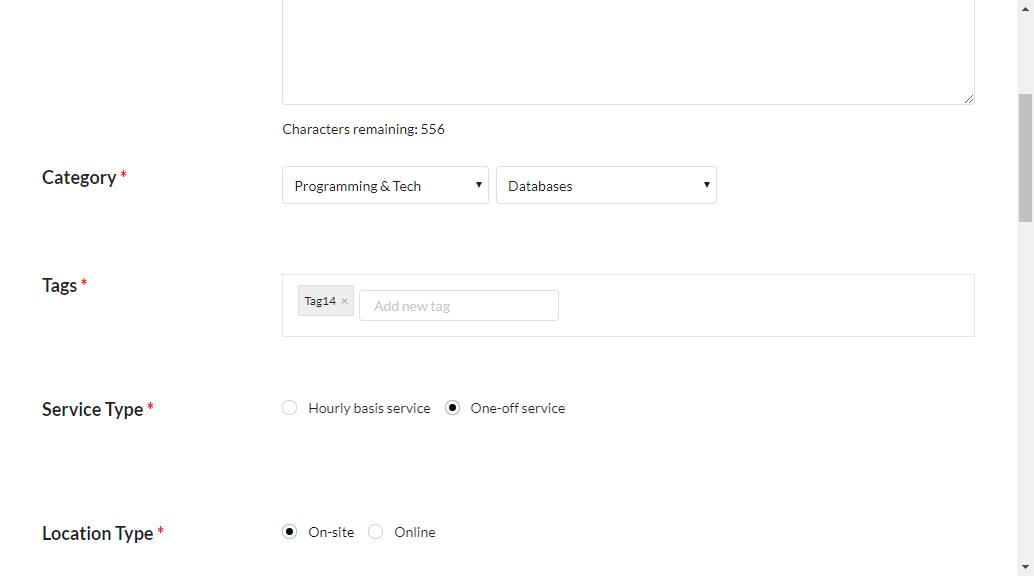 Characters remaining: 556
Category *
Programming & Tech
Databases
Tags *
Tag14 ×
Add new tag
Service Type *
Hourly basis service
One-off service
Location Type *
On-site
Online